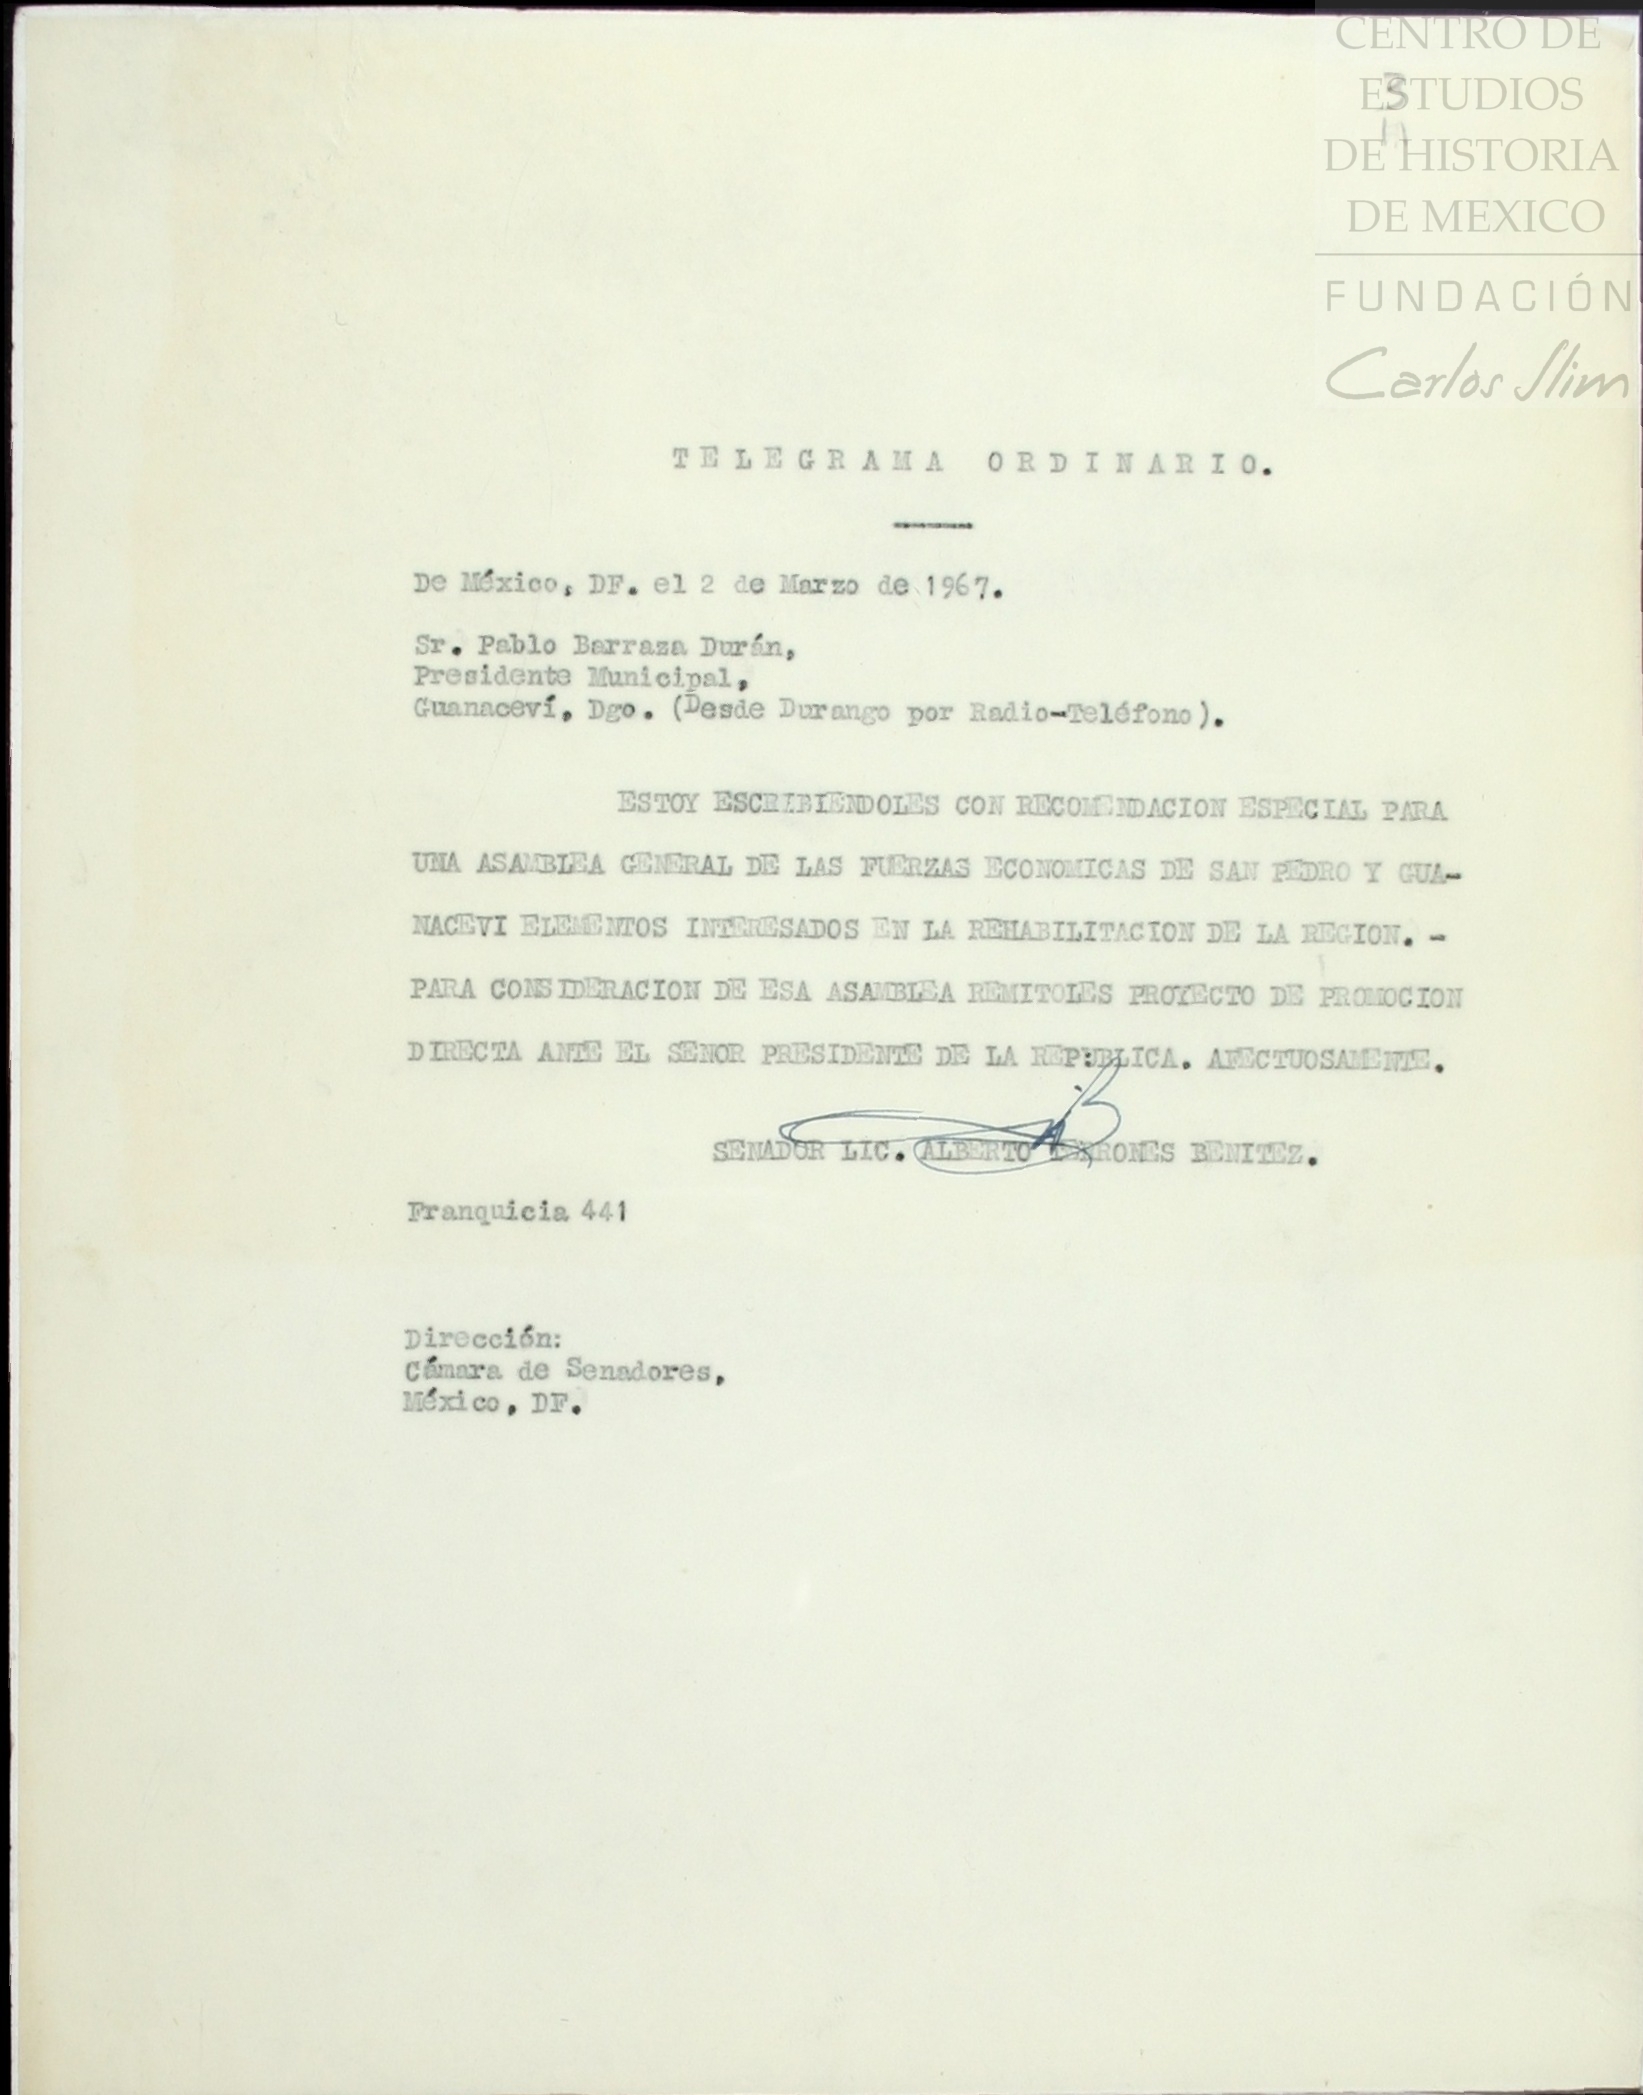 CENTRO DE
ESTUDIOS
DE HISTORIA
DE MEXICO
FUNDACIÓN
Carlos Slim
3
TELEGRAMA ORDINARIO.
De México, DF. el 2 de Marzo de 1967.
Sr. Pablo Barraza Durán,
Presidente Municipal,
Guanaceví, Dgo. (Desde Durango por Radio-Teléfono).
ESTOY ESCRIBIENDOLES CON RECOMENDACION ESPECIAL PARA
UNA ASAMBLEA GENERAL DE LAS FUERZAS ECONOMICAS DE SAN PEDRO Y GUA-
NACEVI ELEMENTOS INTERESADOS EN LA REHABILITACION DE LA REGION. -
PARA CONSIDERACION DE ESA ASAMBLEA REMITOLES PROYECTO DE PROMOCION
DIRECTA ANTE EL SENOR PRESIDENTE DE LA REPUBLICA. AFECTUOSAMENTE.
SENADOR LIC. ALBERTO TERRONES BENITEZ.
Franquicia 441
Dirección:
Cámara de Senadores,
México, DF.